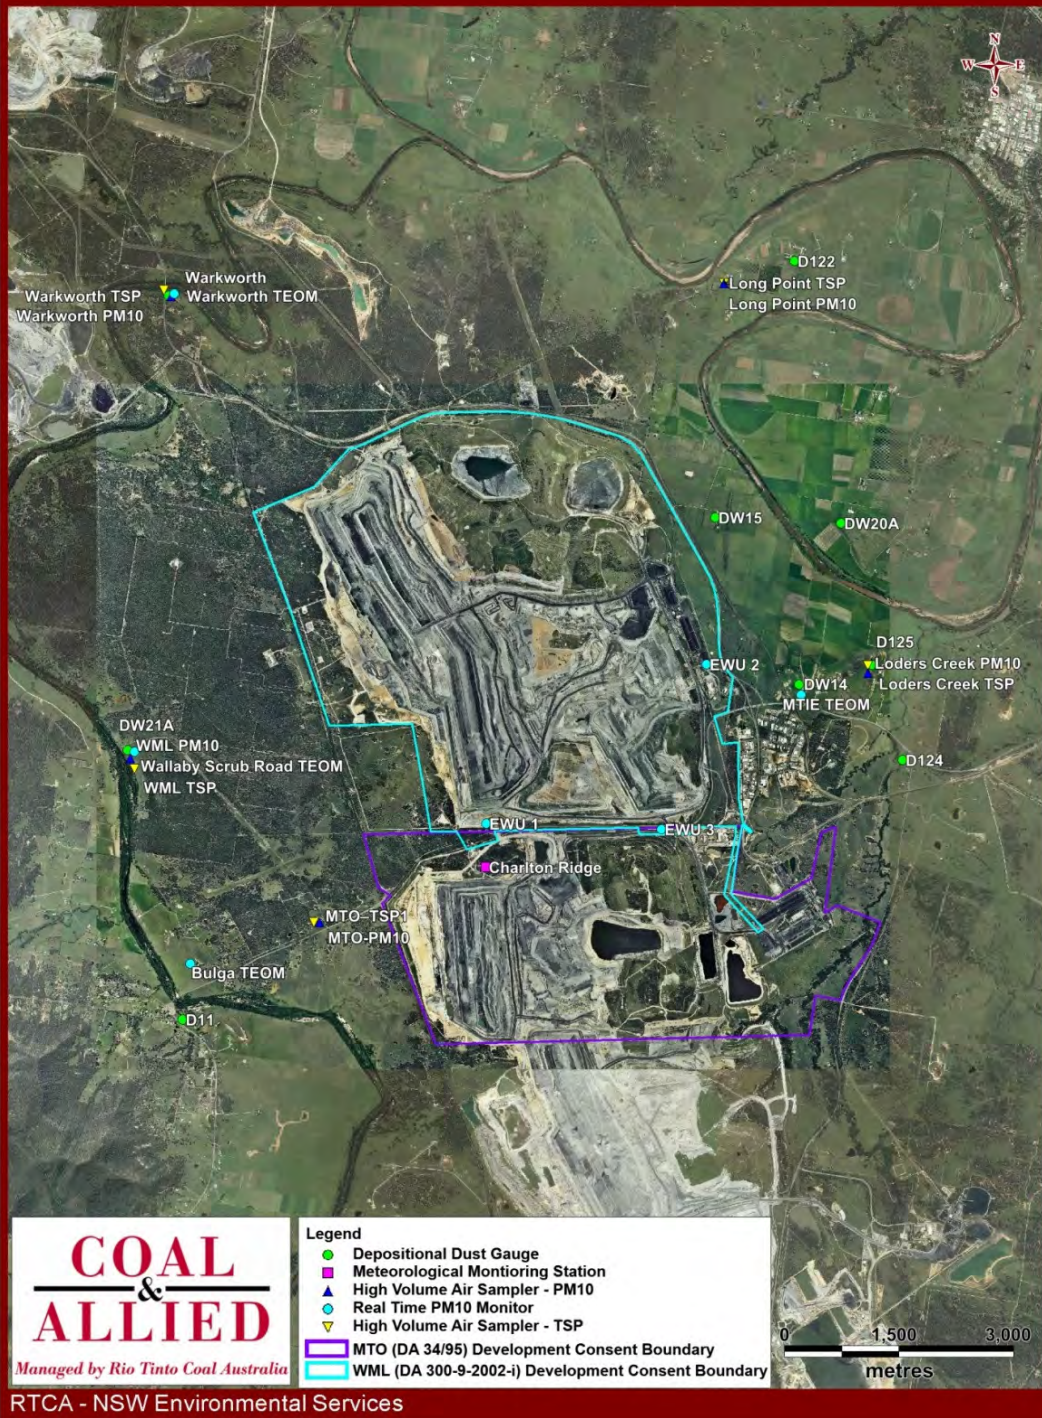 N
W E
S
D122
Long Point TSP
Long Point PM10
Warkworth
Warkworth TSP
Warkworth TEOM
Warkworth PM10
DW15
DW20A
D125
EWU 2
Loders Creek PM10
DW14
Loders Creek TSP
MTIE TEOM
DW21A
WML PM10
Wallaby Scrub Road TEOM
D124
WML TSP
EWU 1
EWU 3
Charlton Ridge
MTO–TSP1
MTO-PM10
Bulga TEOM
D11
COAL
&
ALLIED
Managed by Rio Tinto Coal Australia
Legend
Depositional Dust Gauge
Meteorological Montioring Station
High Volume Air Sampler - PM10
Real Time PM10 Monitor
High Volume Air Sampler - TSP
MTO (DA 34/95) Development Consent Boundary
WML (DA 300-9-2002-i) Development Consent Boundary
0 1,500 3,000
metres
RTCA - NSW Environmental Services